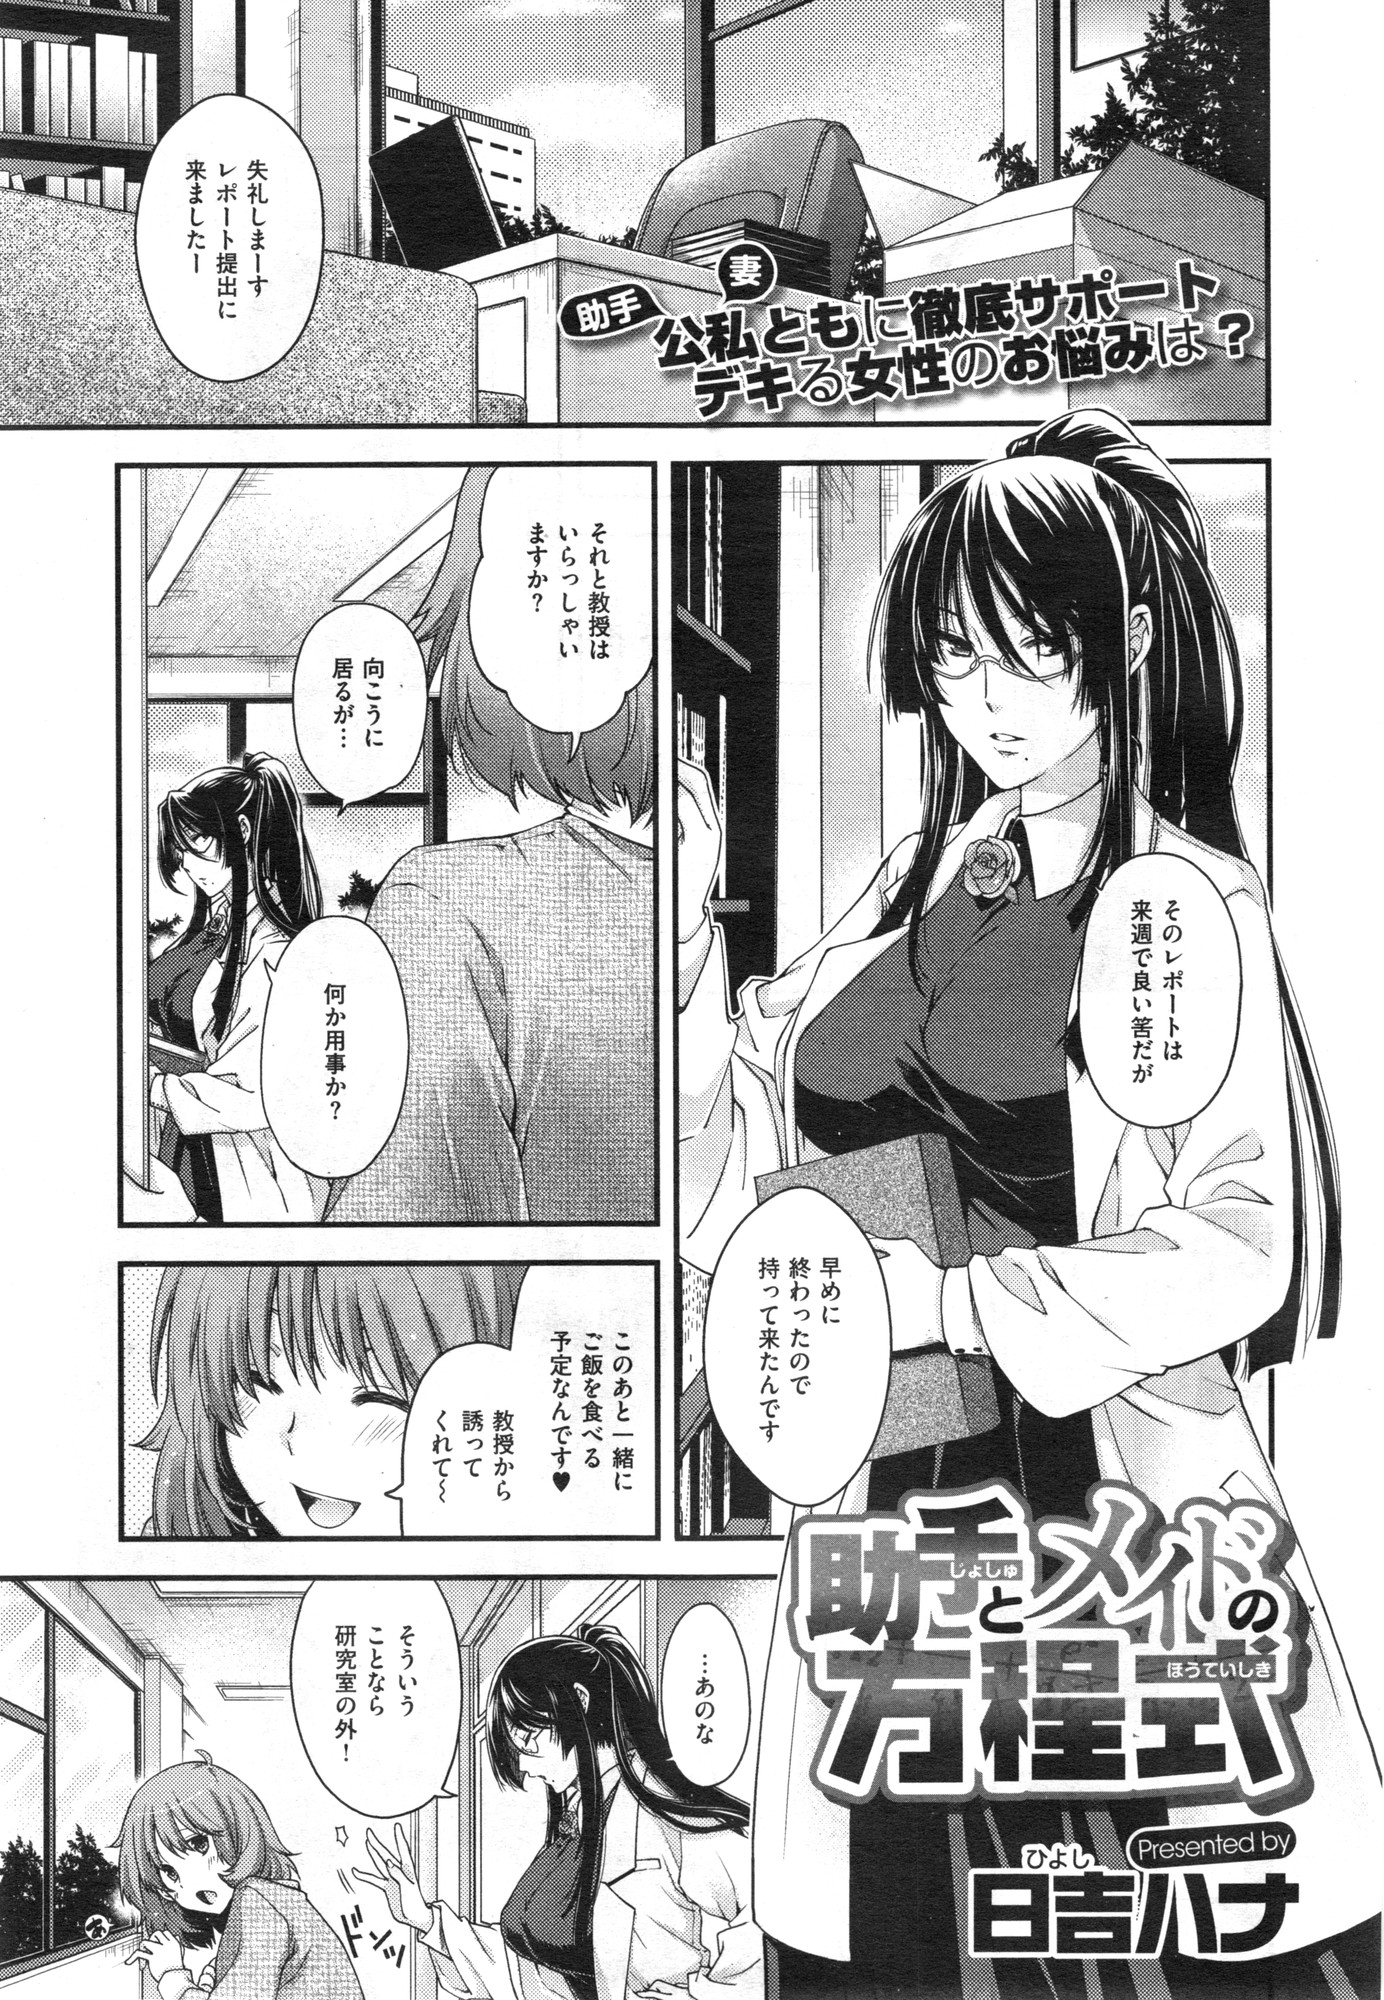 失礼しまーす
レポート提出に
来ましたー
妻
助手
公私ともに徹底サポート
デキる女性のお悩みは?
そのレポートは
来週で良い筈だが
早めに
終わったので
持って来たんです
それと教授は
いらっしゃい
ますか?
向こうに
居るが…
何か用事か?
このあと一緒に
ご飯を食べる
予定なんです♥
教授から
誘って
くれて〜
…あのな
そういう
ことなら
研究室の外!
ドンッ
あ
助手とメイドの
じょしゅ
方程式
ほうていしき
Presented by
ひよし
日吉ハナ